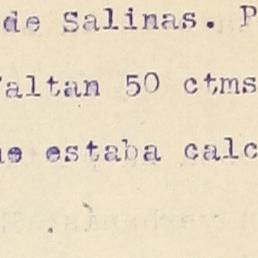 de Salinas. P
altan 50 ctms
e estaba calc